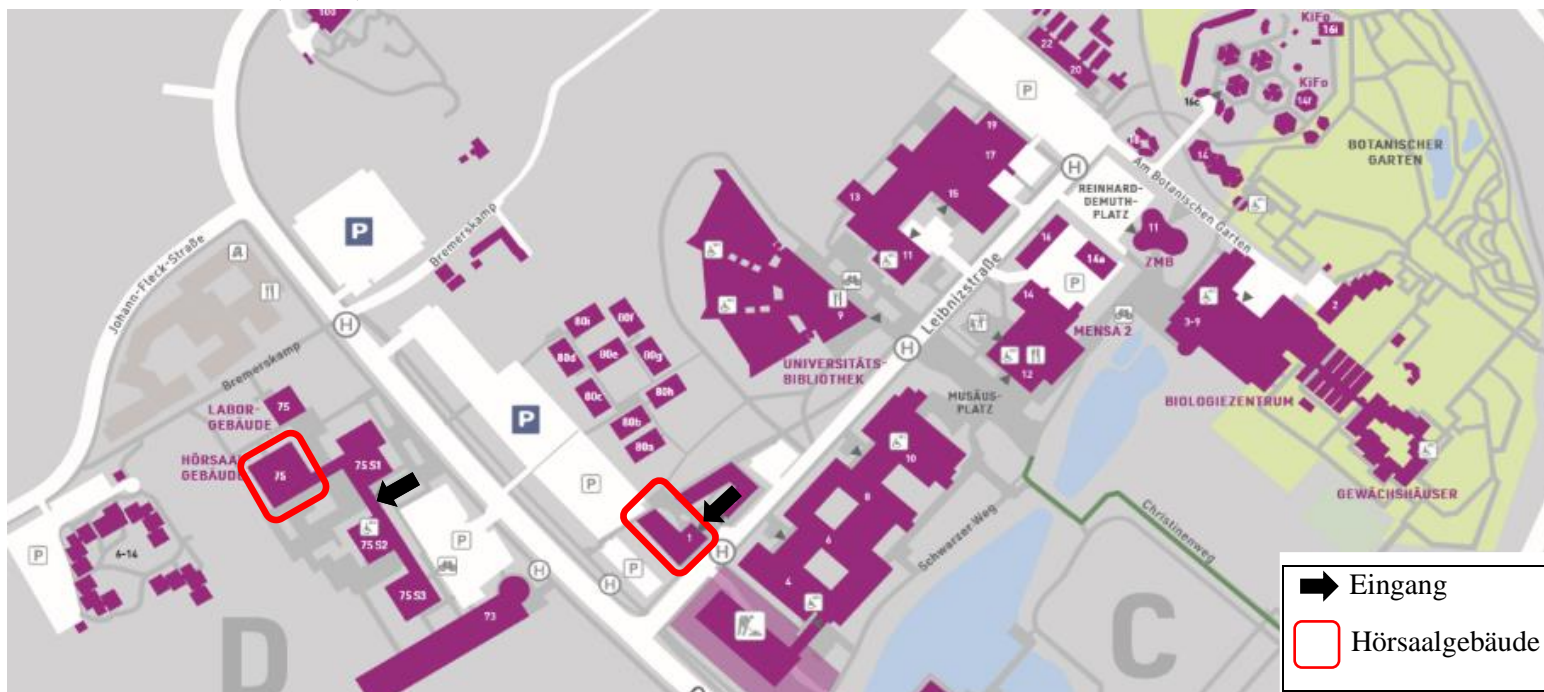 100
KiFo
16i
22
20
P
KiFo
14f
16c
19
17
H
18
14
Am Botanischen Garten
BOTANISCHER
GARTEN
13
15
REINHARD-
DEMUTH-
PLATZ
11
ZMB
16
14a
P
11
Johann-Fleck-Straße
Bremerskamp
P
Leibnizstraße
9
UNIVERSITÄTS-
BIBLIOTHEK
H
14
MENSA 2
12
MUSÄUS-
PLATZ
3-9
2
BIOLOGIEZENTRUM
GEWÄCHSHÄUSER
H
80i
80f
80d
80e
80g
80c
80h
80b
80a
Bremerskamp
LABOR-
GEBÄUDE
75
P
HÖRSAAL
GEBÄUDE
75
75 S1
P
10
8
6
4
1
H
Schwarzer-Weg
Christinenweg
75 S2
P
75 S3
H
H
P
P
6-14
73
D
C
Eingang
Hörsaalgebäude